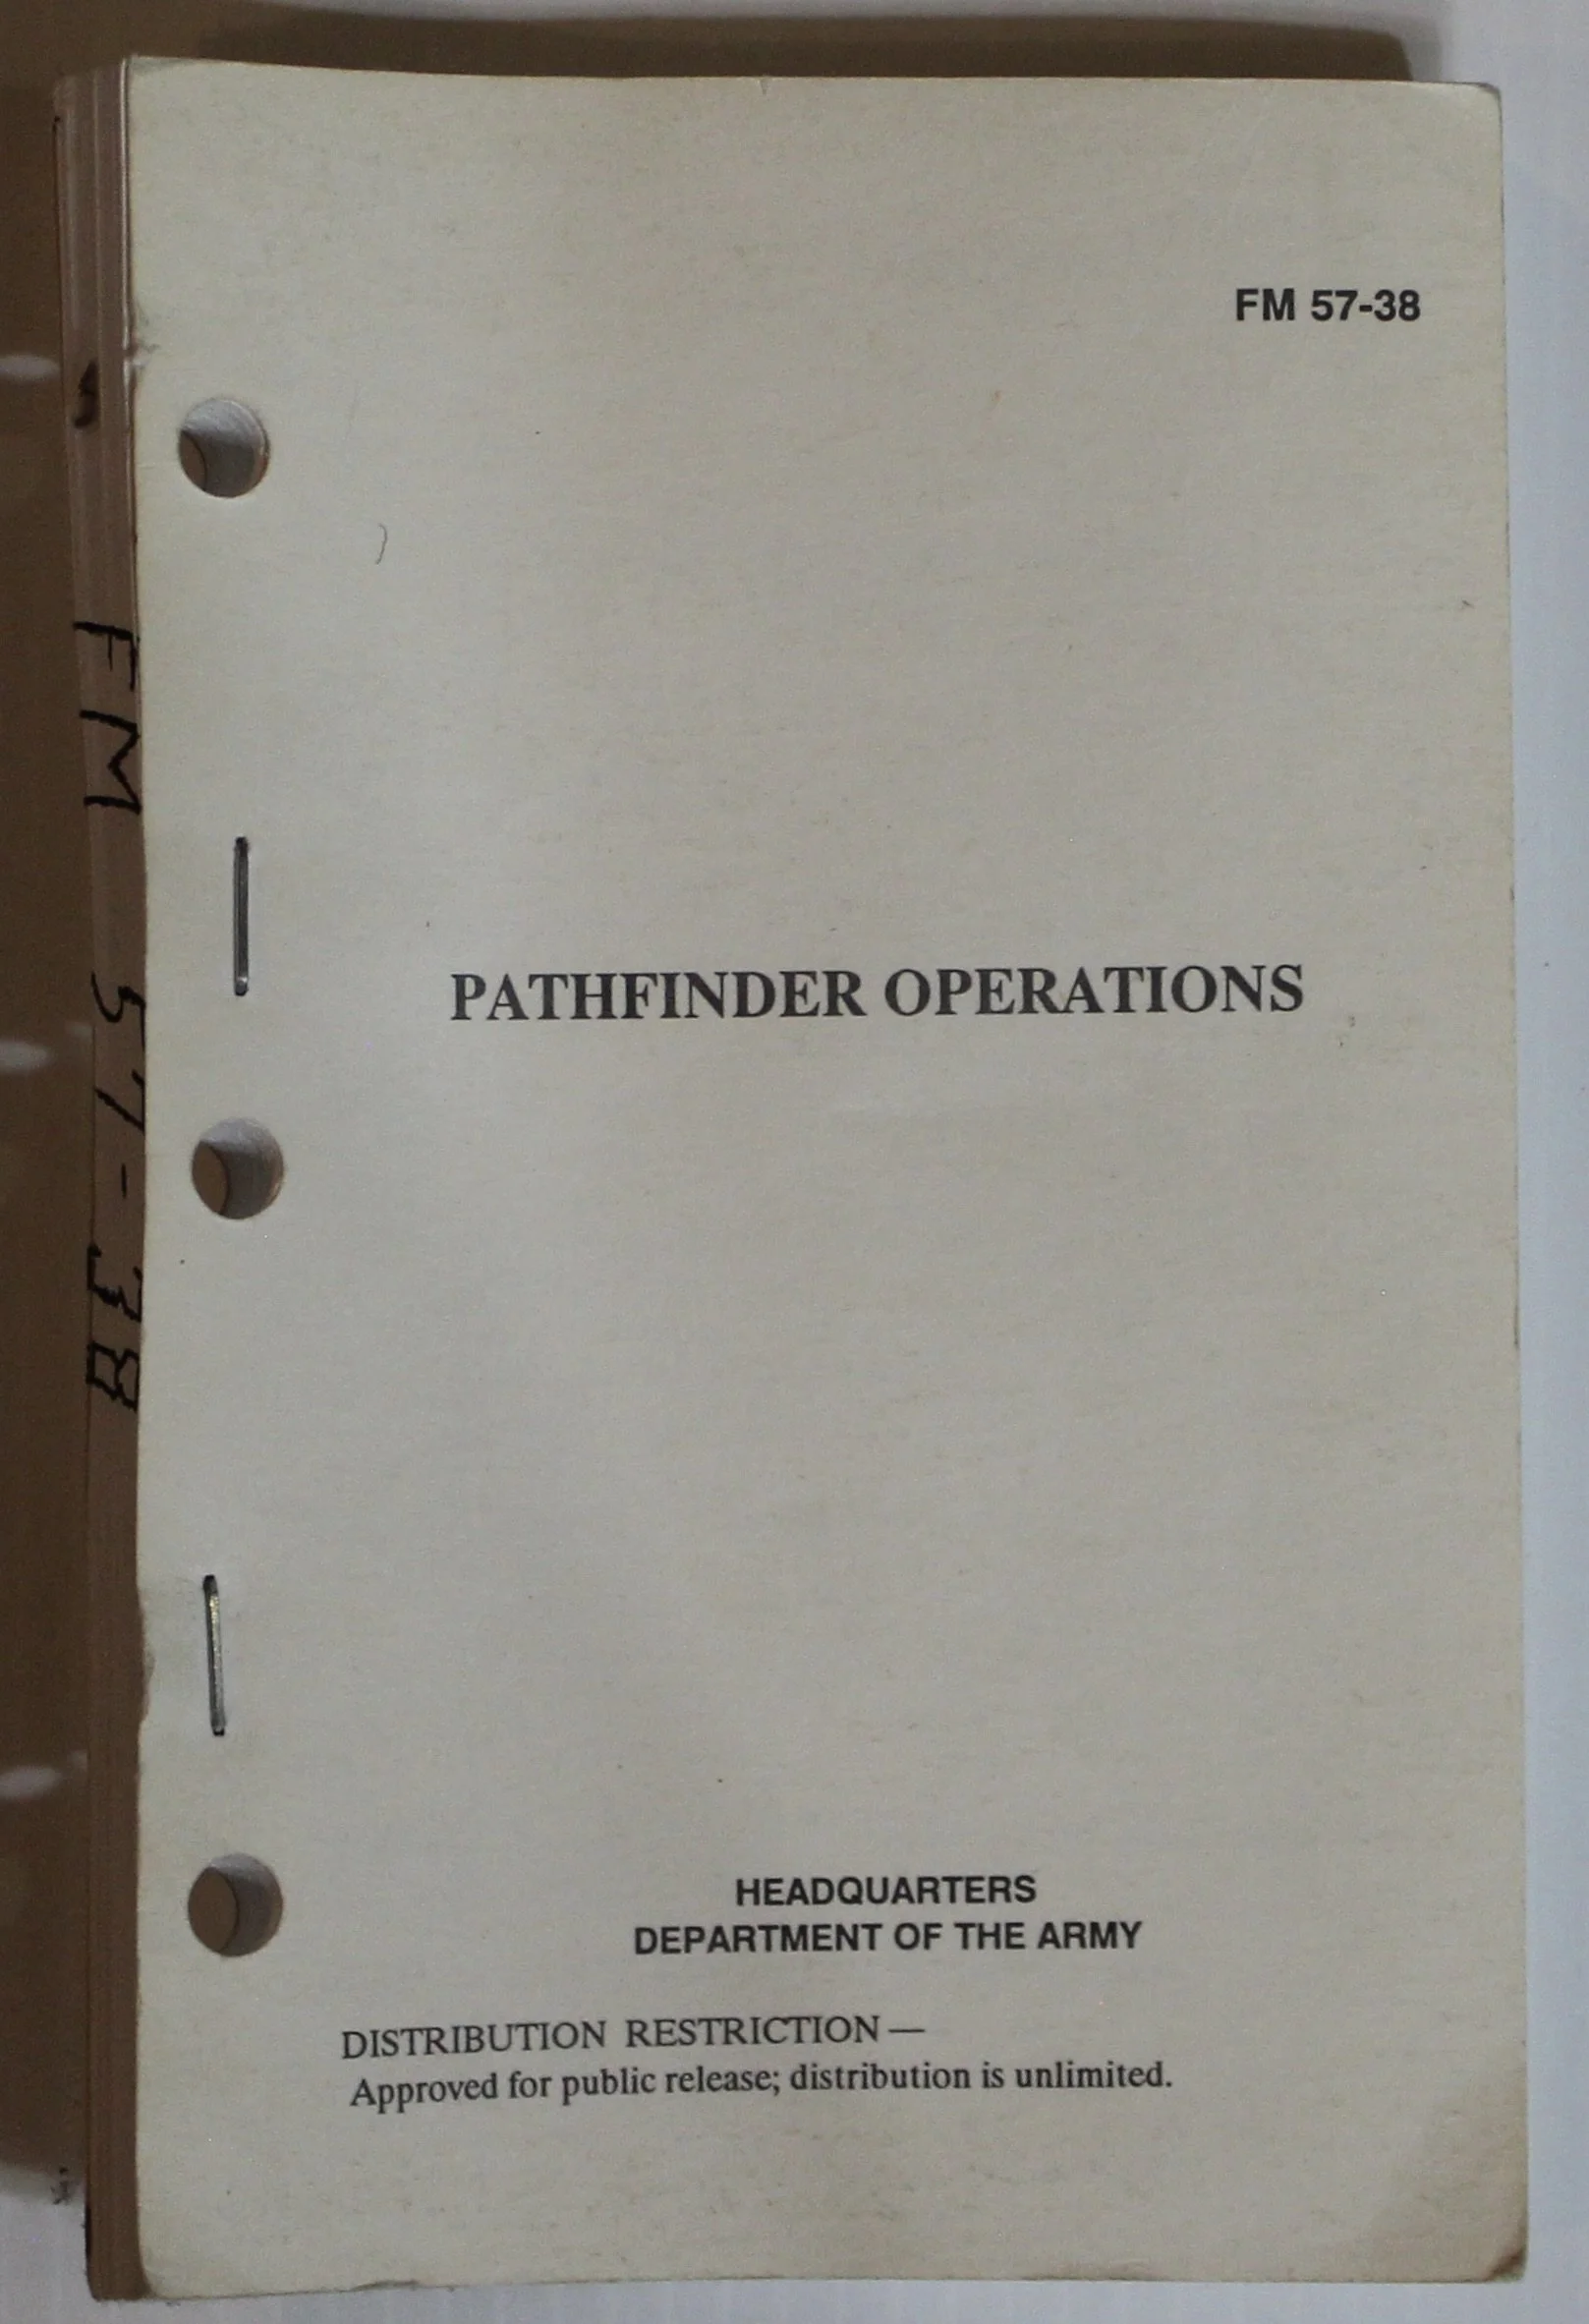 FM 57-38
PATHFINDER OPERATIONS
HEADQUARTERS
DEPARTMENT OF THE ARMY
DISTRIBUTION RESTRICTION—
Approved for public release; distribution is unlimited.
FM 57-38